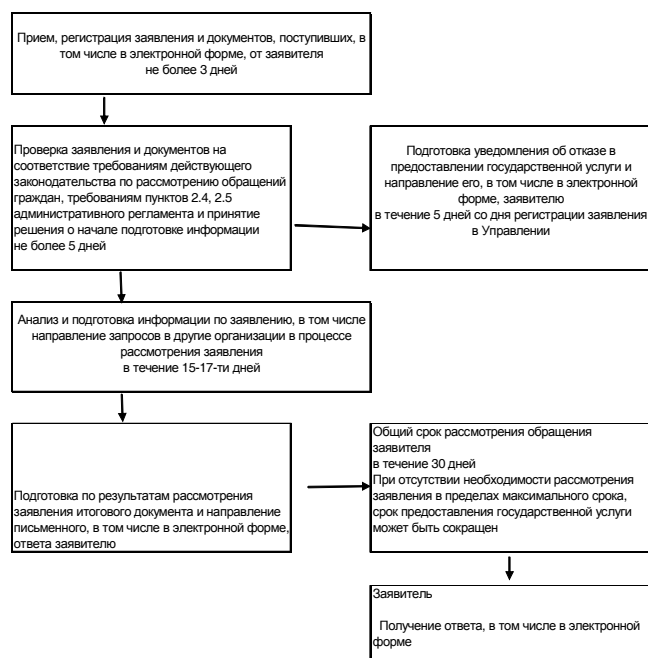 Прием, регистрация заявления и документов, поступивших, в
том числе в электронной форме, от заявителя
не более 3 дней
Проверка заявления и документов на
соответствие требованиям действующего
законодательства по рассмотрению обращений
граждан, требованиям пунктов 2.4, 2.5
административного регламента и принятие
решения о начале подготовке информации
не более 5 дней
Подготовка уведомления об отказе в
предоставлении государственной услуги и
направление его, в том числе в электронной
форме, заявителю
в течение 5 дней со дня регистрации заявления
в Управлении
Анализ и подготовка информации по заявлению, в том числе
направление запросов в другие организации в процессе
рассмотрения заявления
в течение 15-17-ти дней
Подготовка по результатам рассмотрения
заявления итогового документа и направление
письменного, в том числе в электронной форме,
ответа заявителю
Общий срок рассмотрения обращения
заявителя
в течение 30 дней
При отсутствии необходимости рассмотрения
заявления в пределах максимального срока,
срок предоставления государственной услуги
может быть сокращен
Заявитель
Получение ответа, в том числе в электронной
форме